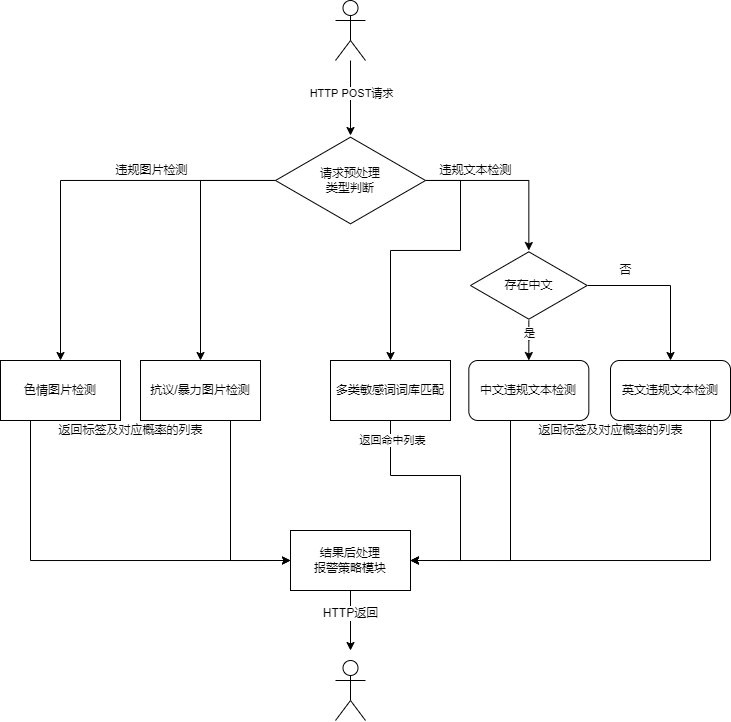 HTTP POST请求
请求预处理
类型判断
违规图片检测
违规文本检测
存在中文
否
是
色情图片检测
抗议/暴力图片检测
多类敏感词词库匹配
中文违规文本检测
英文违规文本检测
返回标签及对应概率的列表
返回命中列表
返回标签及对应概率的列表
结果后处理
报警策略模块
HTTP返回